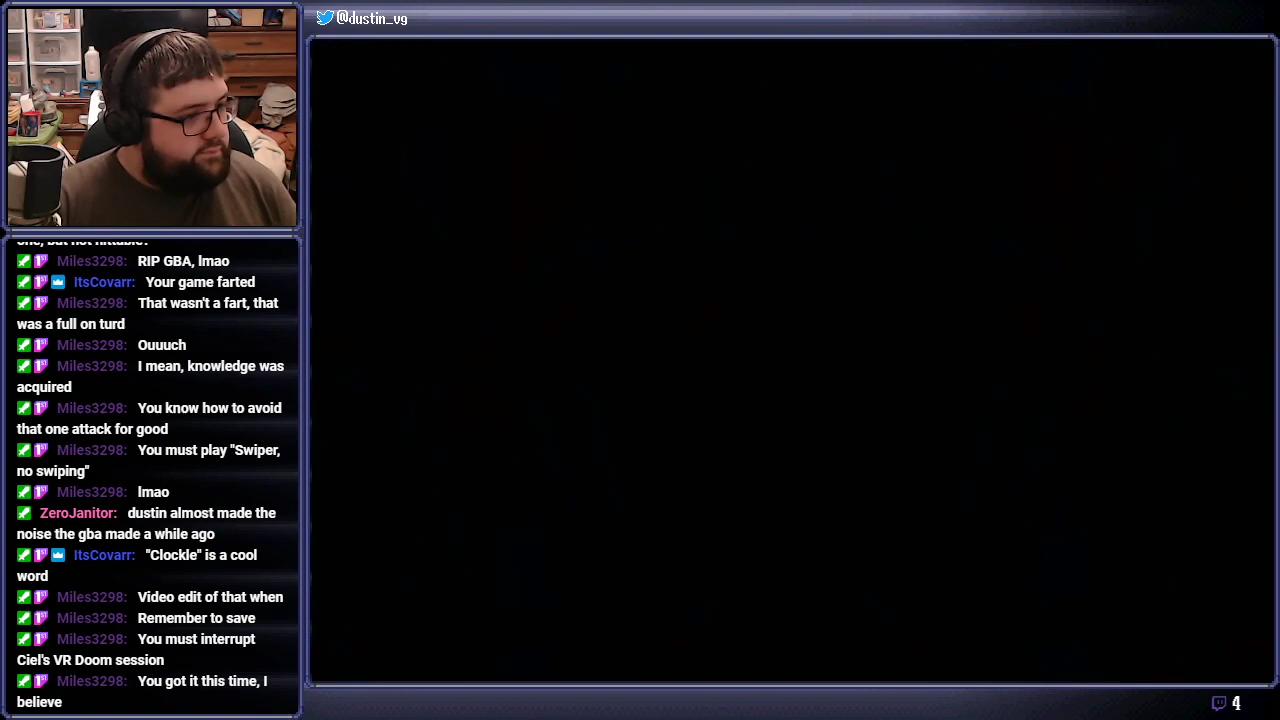 @dustin_vg
Miles3298: RIP GBA, lmao
ItsCovarr: Your game farted
Miles3298: That wasn't a fart, that
was a full on turd
Miles3298: Ouuuch
Miles3298: I mean, knowledge was
acquired
Miles3298: You know how to avoid
that one attack for good
Miles3298: You must play "Swiper,
no swiping"
Miles3298: lmao
ZeroJanitor: dustin almost made the
noise the gba made a while ago
ItsCovarr: "Clockle" is a cool
word
Miles3298: Video edit of that when
Miles3298: Remember to save
Miles3298: You must interrupt
Ciel's VR Doom session
Miles3298: You got it this time, I
believe
4